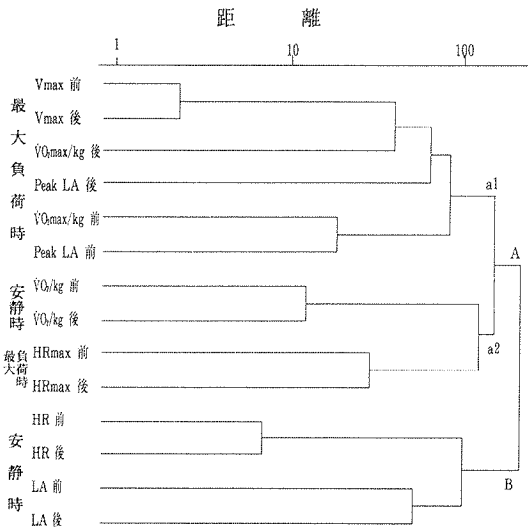 距離
1 10 100
最大負荷時
Vmax 前
Vmax 後
V̇O₂max/kg 後
Peak LA 後
V̇O₂max/kg 前
Peak LA 前
安静時
V̇O₂/kg 前
V̇O₂/kg 後
最大負荷時
HRmax 前
HRmax 後
安静時
HR 前
HR 後
LA 前
LA 後
a1
A
a2
B